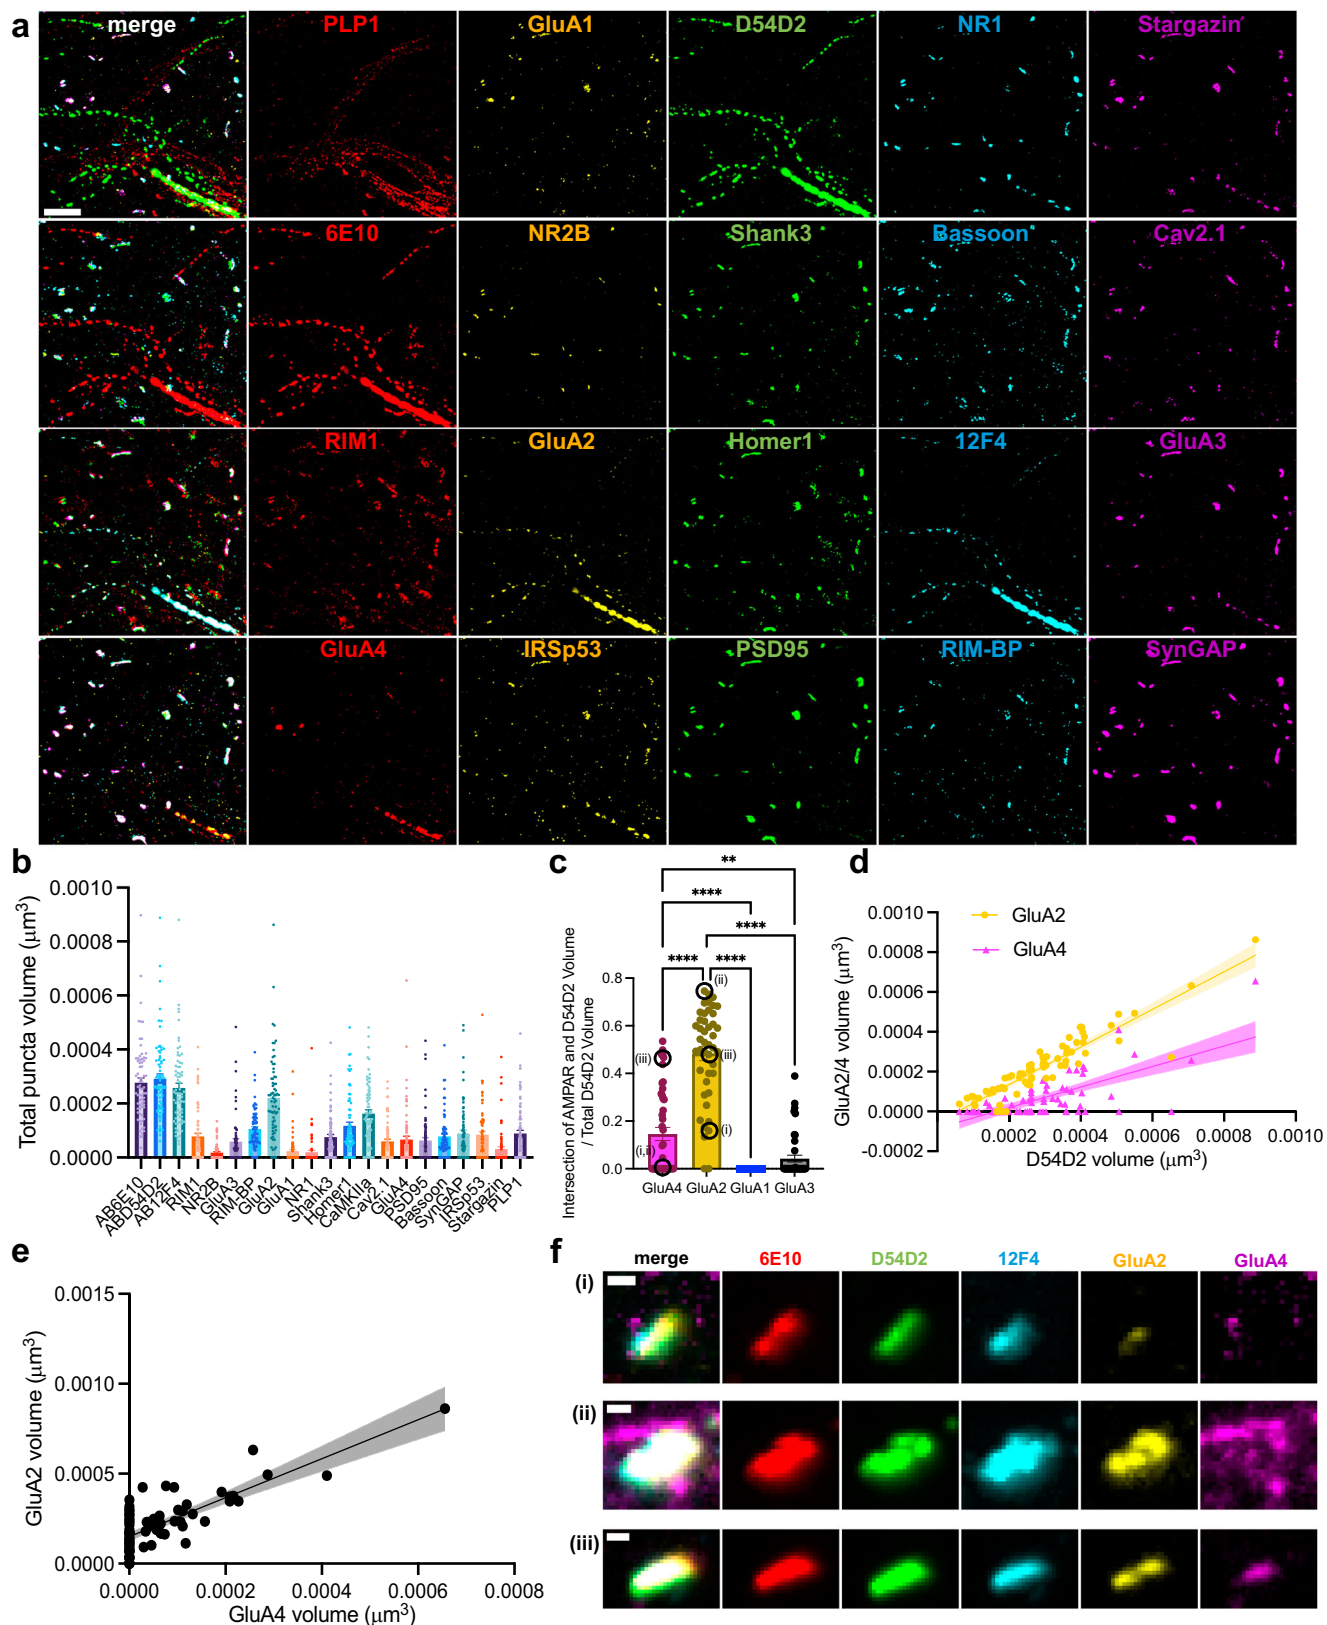 a
merge PLP1 GluA1 D54D2 NR1 Stargazin
6E10 NR2B Shank3 Bassoon Cav2.1
RIM1 GluA2 Homer1 12F4 GluA3
GluA4 IRSp53 PSD95 RIM-BP SynGAP
b
Total puncta volume (μm3)
0.0010
0.0008
0.0006
0.0004
0.0002
0.0000
AB6E10 ABD54D2 AB12F4 RIM1 NR2B GluA3 RIM-BP GluA2 GluA1 NR1 Shank3 Homer1 CaMKIIa Cav2.1 GluA4 PSD95 Bassoon SynGAP IRSp53 Stargazin PLP1
c
Intersection of AMPAR and D54D2 Volume
/ Total D54D2 Volume
**
****
****
**** ****
0.8
0.6
0.4
0.2
0.0
(ii)
(iii) (iii)
(i)
(i,ii)
GluA4 GluA2 GluA1 GluA3
d
GluA2/4 volume (μm3)
0.0010
0.0008
0.0006
0.0004
0.0002
0.0000
-0.0002
GluA2
GluA4
0.0002 0.0004 0.0006 0.0008 0.0010
D54D2 volume (μm3)
e
GluA2 volume (μm3)
0.0015
0.0010
0.0005
0.0000
0.0000 0.0002 0.0004 0.0006 0.0008
GluA4 volume (μm3)
f
merge 6E10 D54D2 12F4 GluA2 GluA4
(i)
(ii)
(iii)